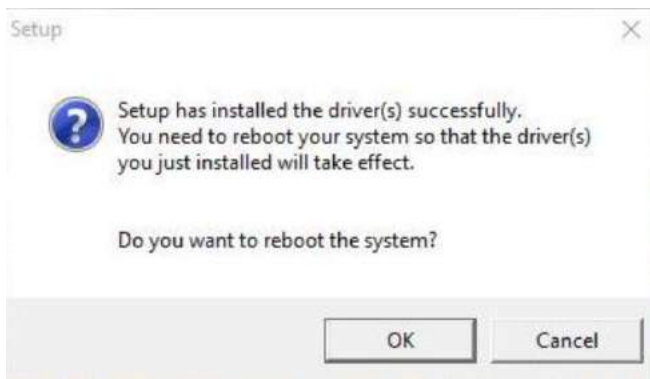 Setup
Setup has installed the driver(s) successfully.
You need to reboot your system so that the driver(s)
you just installed will take effect.
Do you want to reboot the system?
OK
Cancel